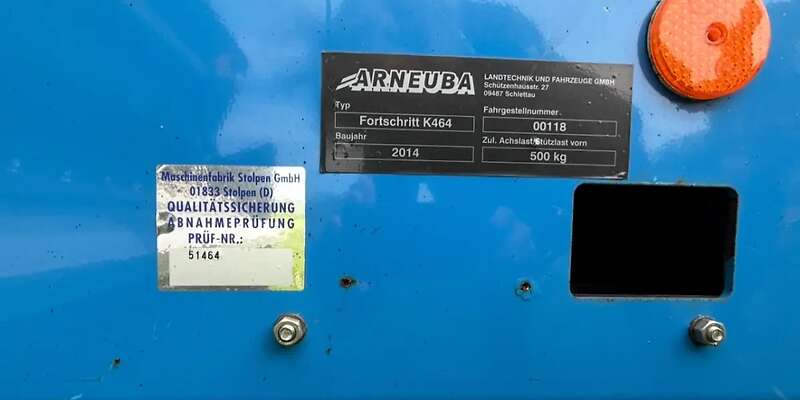 ARNEUBA
LANDTECHNIK UND FAHRZEUGE GMBH
Schützenhausstr. 27
09487 Schlettau
Typ
Fortschritt K464
Fahrgestellnummer
00118
Baujahr
2014
Zul. Achslast/Stützlast vorn
500 kg
Maschinenfabrik Stolpen GmbH
01833 Stolpen (D)
QUALITÄTSSICHERUNG
ABNAHMEPRÜFUNG
PRÜF-NR.:
51464